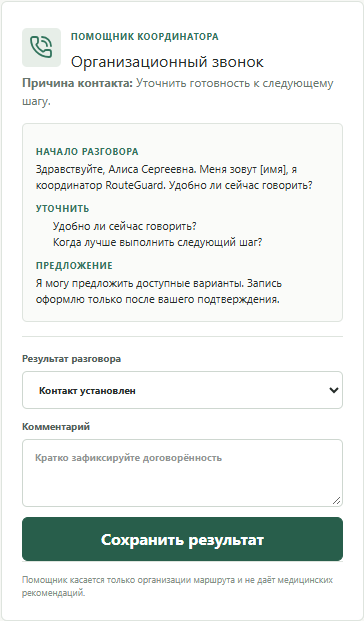 ПОМОЩНИК КООРДИНАТОРА
Организационный звонок
Причина контакта: Уточнить готовность к следующему
шагу.
НАЧАЛО РАЗГОВОРА
Здравствуйте, Алиса Сергеевна. Меня зовут [имя], я
координатор RouteGuard. Удобно ли сейчас говорить?
УТОЧНИТЬ
Удобно ли сейчас говорить?
Когда лучше выполнить следующий шаг?
ПРЕДЛОЖЕНИЕ
Я могу предложить доступные варианты. Запись
оформлю только после вашего подтверждения.
Результат разговора
Контакт установлен
Комментарий
Кратко зафиксируйте договорённость
Сохранить результат
Помощник касается только организации маршрута и не даёт медицинских
рекомендаций.